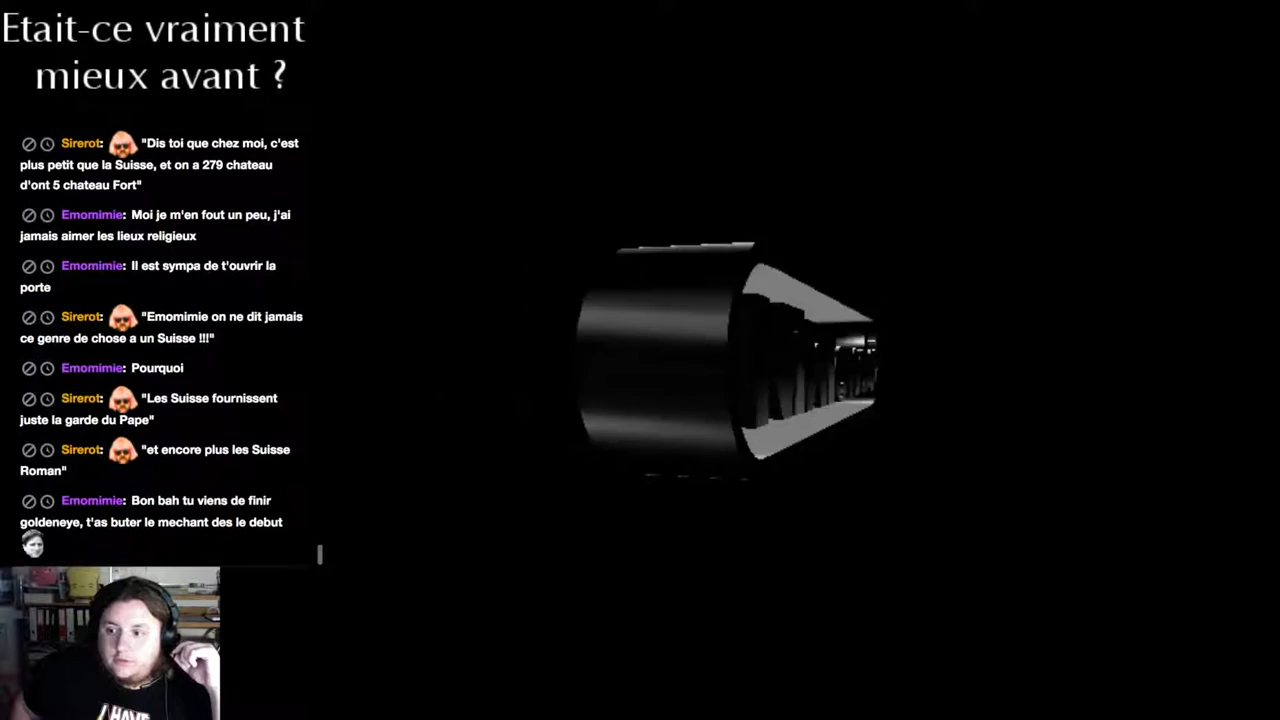 Etait-ce vraiment
mieux avant ?
Sirerot: "Dis toi que chez moi, c'est
plus petit que la Suisse, et on a 279 chateau
d'ont 5 chateau Fort"
Emomimie: Moi je m'en fout un peu, j'ai
jamais aimer les lieux religieux
Emomimie: Il est sympa de t'ouvrir la
porte
Sirerot: "Emomimie on ne dit jamais
ce genre de chose a un Suisse !!!"
Emomimie: Pourquoi
Sirerot: "Les Suisse fournissent
juste la garde du Pape"
Sirerot: "et encore plus les Suisse
Roman"
Emomimie: Bon bah tu viens de finir
goldeneye, t'as buter le mechant des le debut
I HAVE